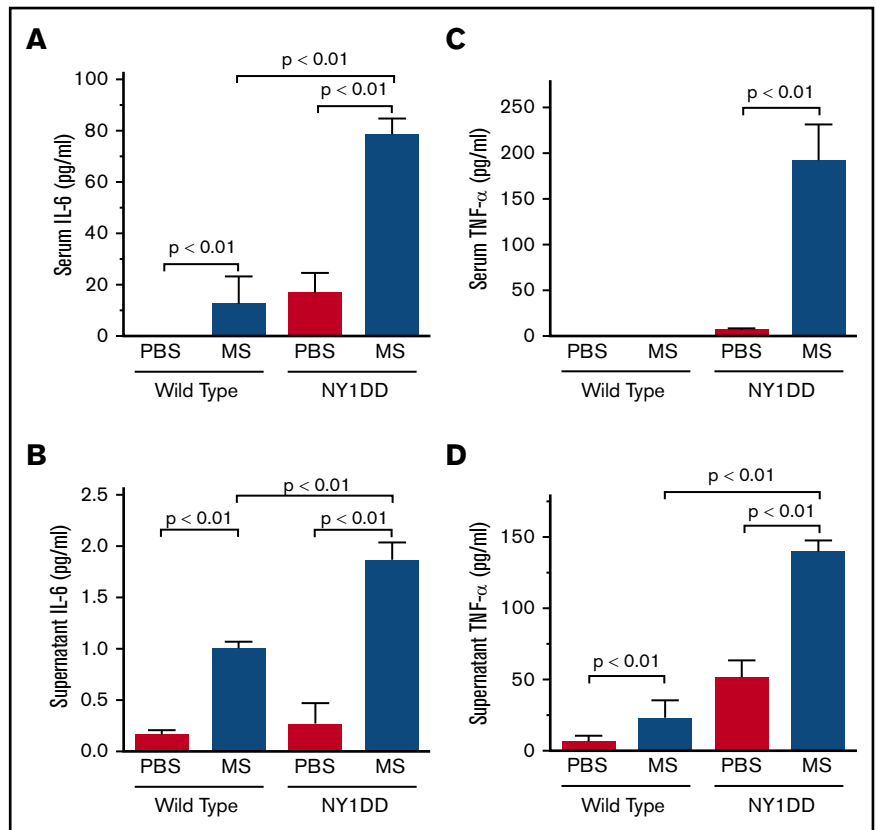 A
Serum IL-6 (pg/ml)
100
80
60
40
20
0
p < 0.01
p < 0.01
p < 0.01
PBS MS PBS MS
Wild Type NY1DD
C
Serum TNF-α (pg/ml)
250
200
150
100
50
0
p < 0.01
PBS MS PBS MS
Wild Type NY1DD
B
Supernatant IL-6 (pg/ml)
2.5
2.0
1.5
1.0
0.5
0.0
p < 0.01
p < 0.01 p < 0.01
PBS MS PBS MS
Wild Type NY1DD
D
Supernatant TNF-α (pg/ml)
150
100
50
0
p < 0.01
p < 0.01
p < 0.01
PBS MS PBS MS
Wild Type NY1DD